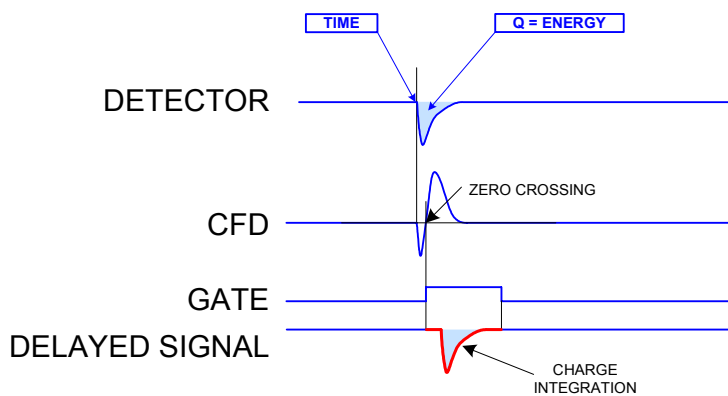 TIME
Q = ENERGY
DETECTOR
ZERO CROSSING
CFD
GATE
DELAYED SIGNAL
CHARGE
INTEGRATION